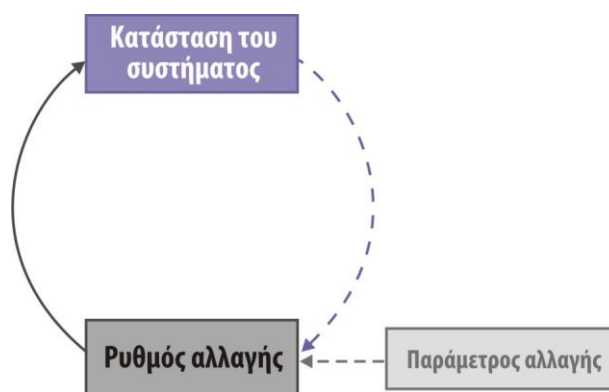 Κατάσταση του
συστήματος
Ρυθμός αλλαγής
Παράμετρος αλλαγής